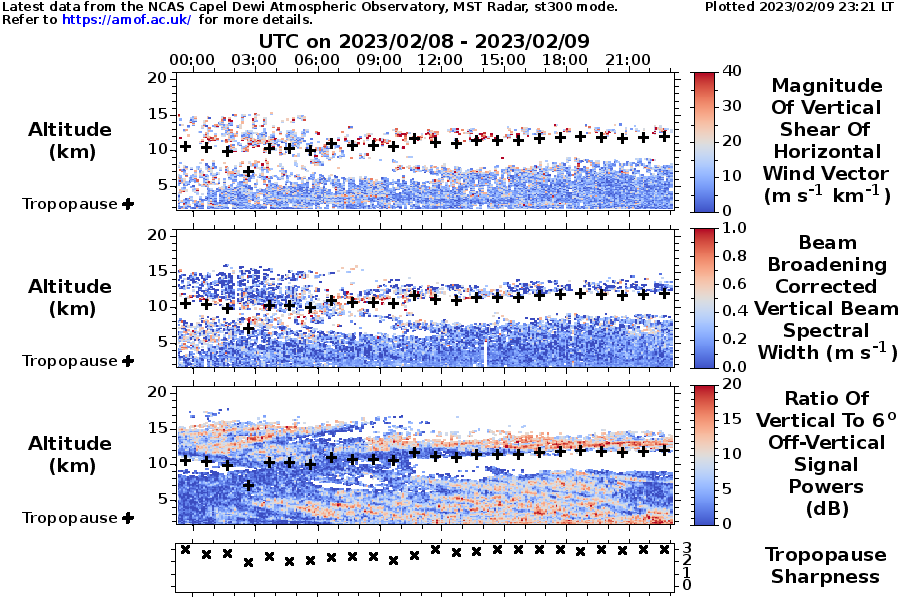 Latest data from the NCAS Capel Dewi Atmospheric Observatory, MST Radar, st300 mode.
Plotted 2023/02/09 23:21 LT
Refer to https://amof.ac.uk/ for more details.
UTC on 2023/02/08 - 2023/02/09
00:00 03:00 06:00 09:00 12:00 15:00 18:00 21:00
20
15
10
5
Altitude
(km)
Tropopause
40
30
20
10
0
Magnitude
Of Vertical
Shear Of
Horizontal
Wind Vector
(m s⁻¹ km⁻¹)
20
15
10
5
Altitude
(km)
Tropopause
1.0
0.8
0.6
0.4
0.2
0.0
Beam
Broadening
Corrected
Vertical Beam
Spectral
Width (m s⁻¹)
20
15
10
5
Altitude
(km)
Tropopause
20
15
10
5
0
Ratio Of
Vertical To 6°
Off-Vertical
Signal
Powers
(dB)
3
2
1
0
Tropopause
Sharpness